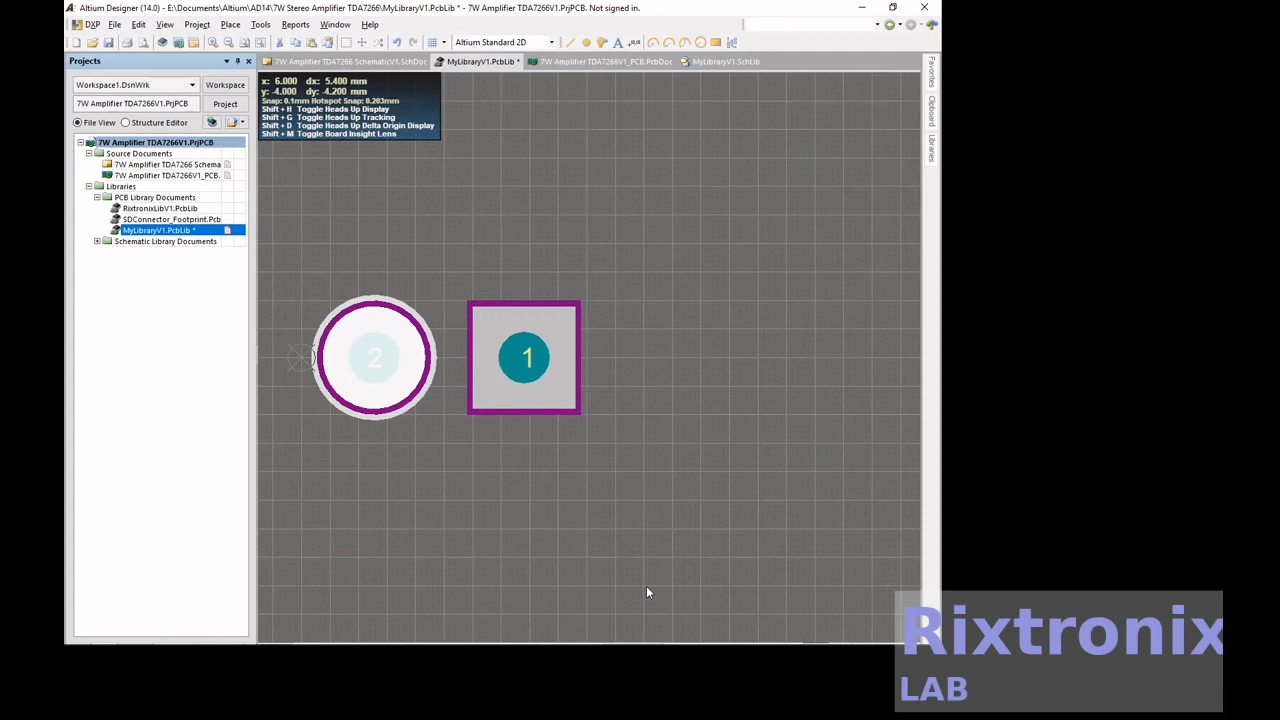 Altium Designer (14.0) - E:\Documents\Altium\AD14\7W Stereo Amplifier TDA7266\MyLibraryV1.PcbLib * - 7W Amplifier TDA7266V1.PrjPCB. Not signed in.
DXP File Edit View Project Place Tools Reports Window Help
Altium Standard 2D
Projects
7W Amplifier TDA7266 SchematicV1.SchDoc MyLibraryV1.PcbLib * 7W Amplifier TDA7266V1_PCB.PcbDoc MyLibraryV1.SchLib
Workspace1.DsnWrk Workspace
7W Amplifier TDA7266V1.PrjPCB Project
File View Structure Editor
7W Amplifier TDA7266V1.PrjPCB
Source Documents
7W Amplifier TDA7266 Schema
7W Amplifier TDA7266V1_PCB.
Libraries
PCB Library Documents
RixtronixLibV1.PcbLib
SDConnector_Footprint.Pcb
MyLibraryV1.PcbLib *
Schematic Library Documents
x: 6.000 dx: 5.400 mm
y: -4.000 dy: -4.200 mm
Snap: 0.1mm Hotspot Snap: 0.203mm
Shift + H Toggle Heads Up Display
Shift + G Toggle Heads Up Tracking
Shift + D Toggle Heads Up Delta Origin Display
Shift + M Toggle Board Insight Lens
2 1
Favorites
Clipboard
Libraries
Rixtronix
LAB